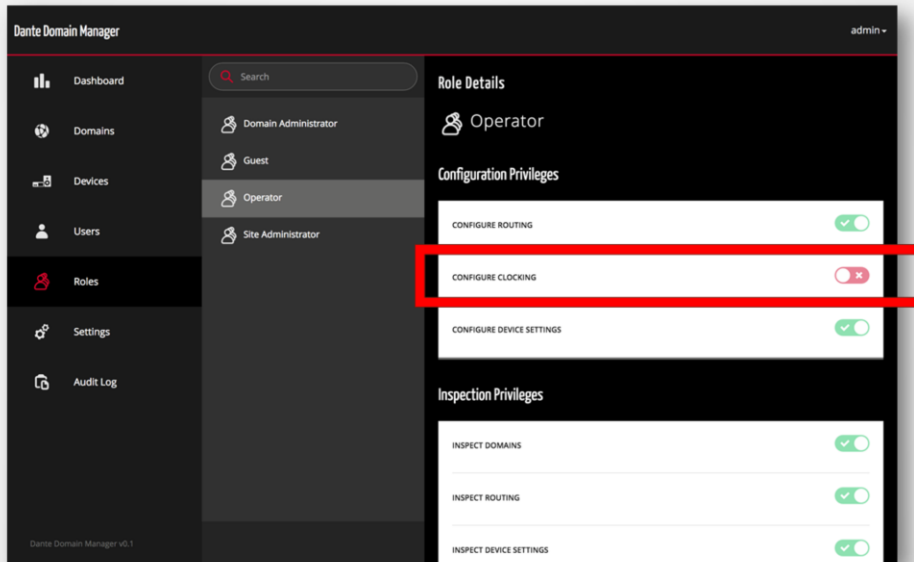 Dante Domain Manager
admin
Dashboard
Domains
Devices
Users
Roles
Settings
Audit Log
Dante Domain Manager v0.1
Search
Domain Administrator
Guest
Operator
Site Administrator
Role Details
Operator
Configuration Privileges
CONFIGURE ROUTING
CONFIGURE CLOCKING
CONFIGURE DEVICE SETTINGS
Inspection Privileges
INSPECT DOMAINS
INSPECT ROUTING
INSPECT DEVICE SETTINGS